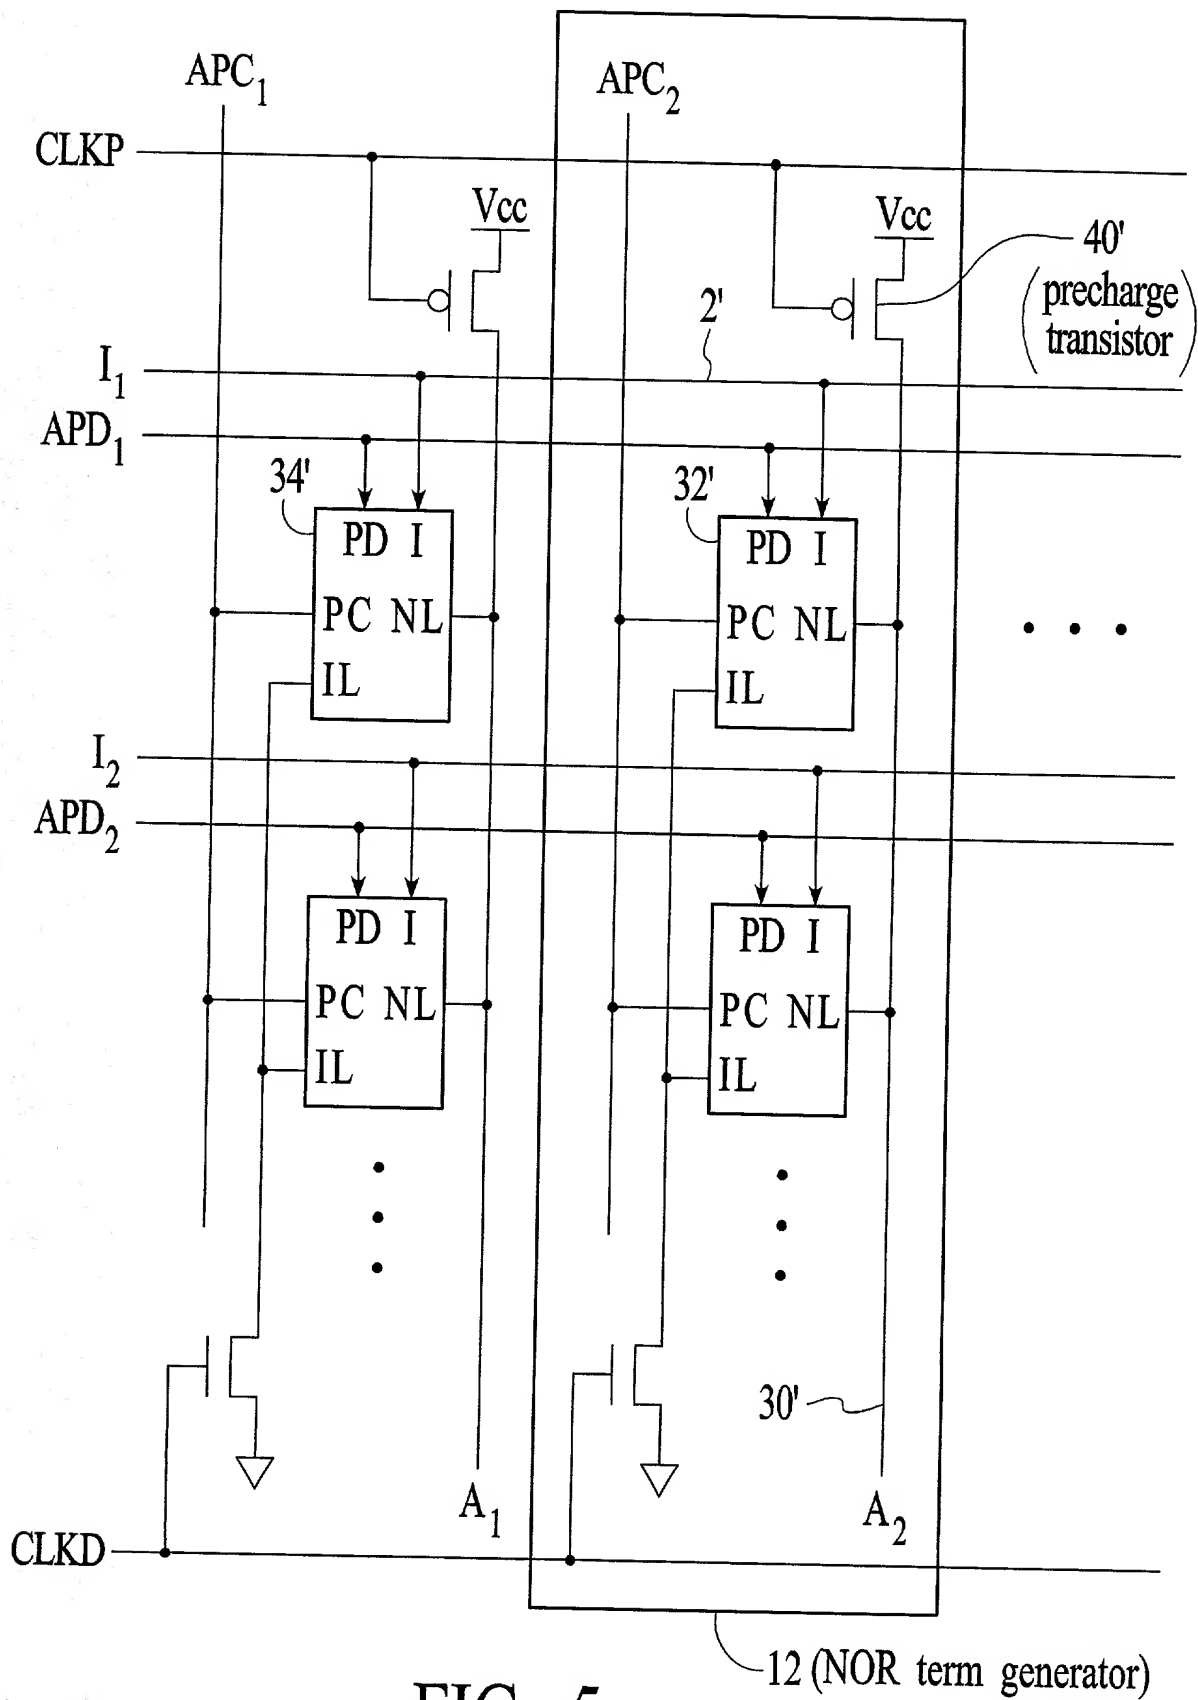 APC1
APC2
CLKP
Vcc
Vcc
40'
(precharge transistor)
2'
I1
APD1
34'
32'
PD I
PC NL
IL
PD I
PC NL
IL
I2
APD2
PD I
PC NL
IL
PD I
PC NL
IL
30'
A1
A2
CLKD
12 (NOR term generator)
FIG. 5